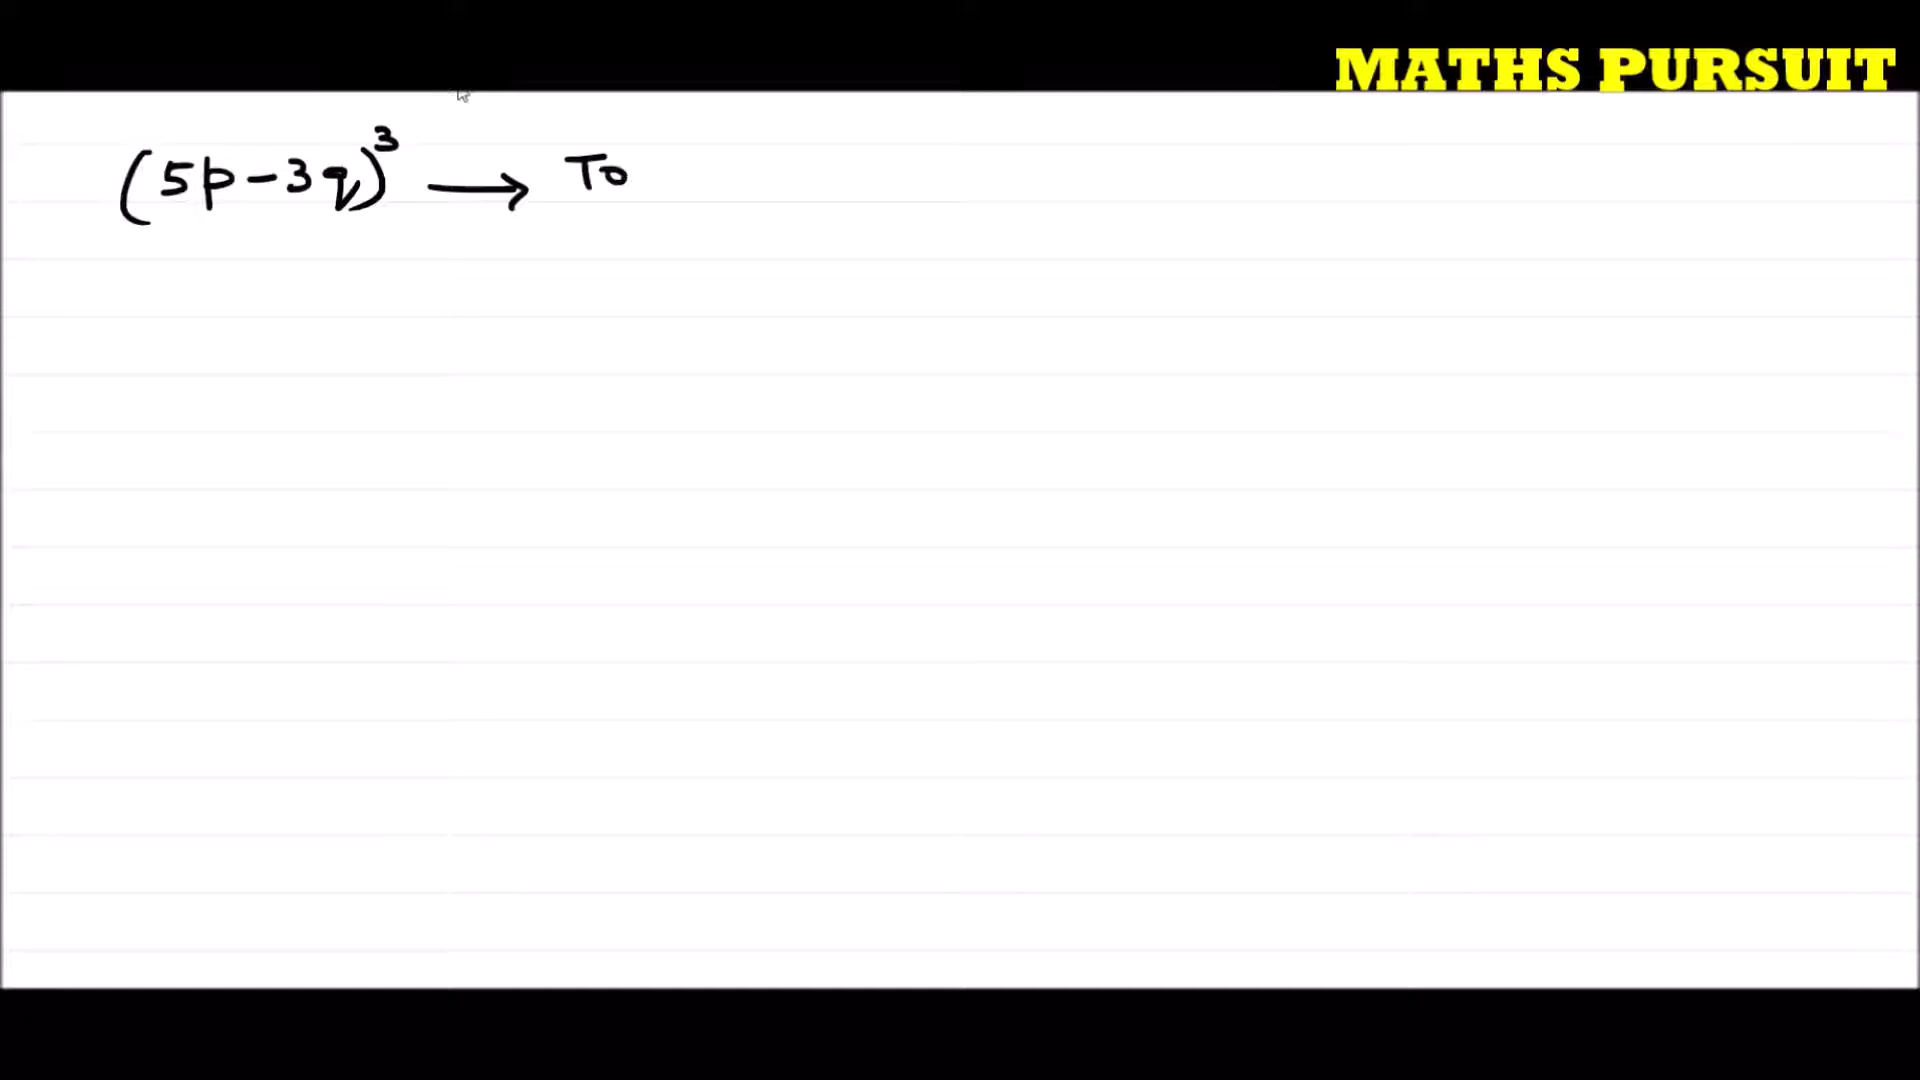 MATHS PURSUIT
(5p-3q)³ → To